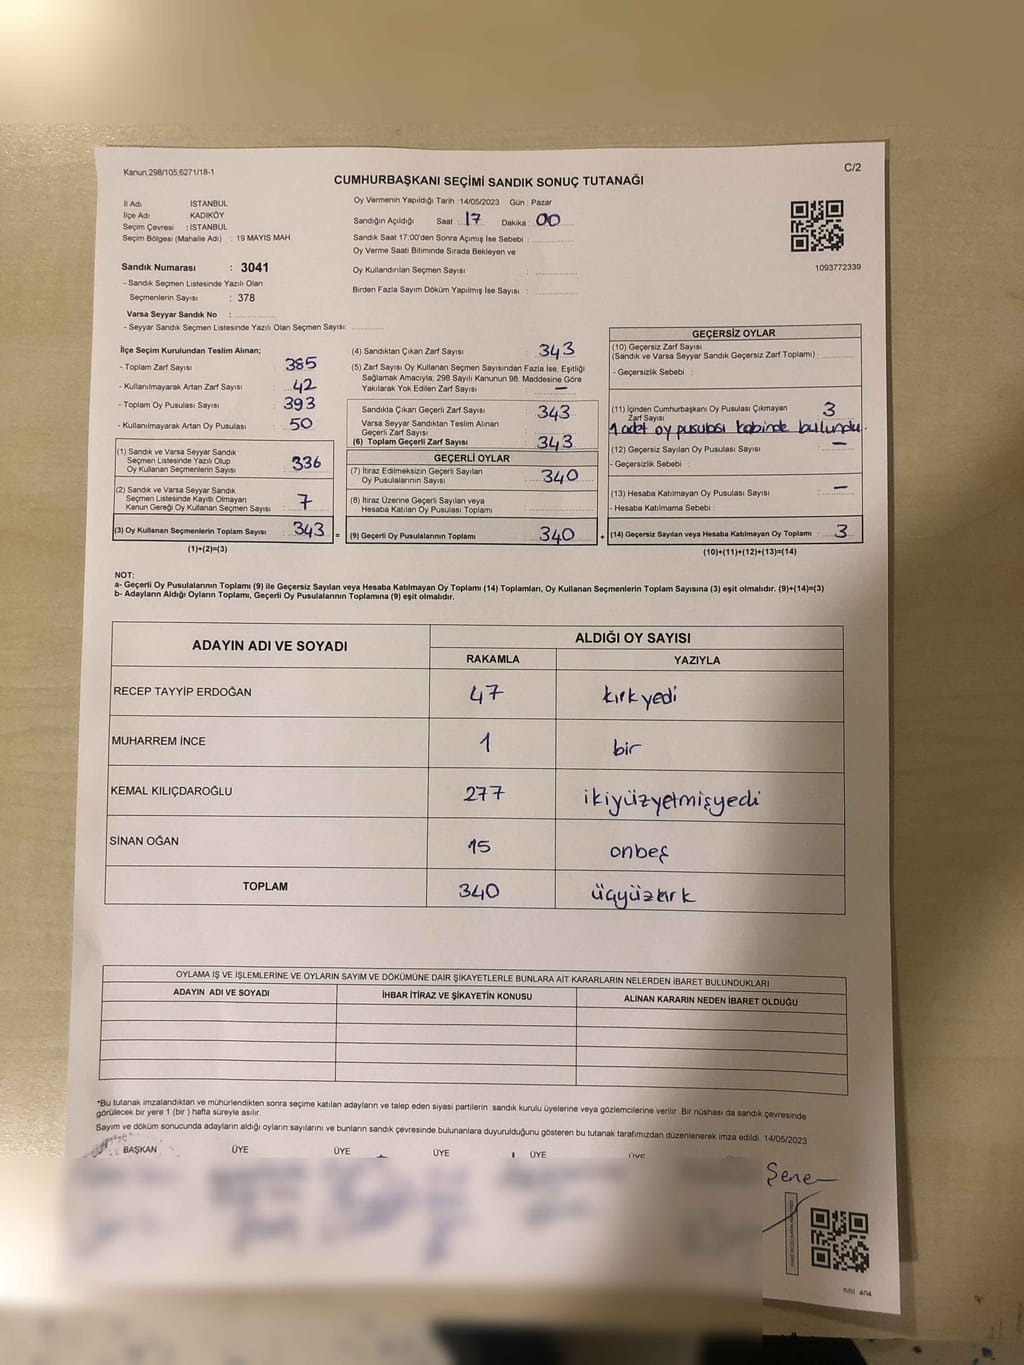 Kanun.298/105;6271/18-1
C/2
CUMHURBAŞKANI SEÇİMİ SANDIK SONUÇ TUTANAĞI
İl Adı İSTANBUL
İlçe Adı KADIKÖY
Seçim Çevresi : İSTANBUL
Seçim Bölgesi (Mahalle Adı) : 19 MAYIS MAH.
Oy Vermenin Yapıldığı Tarih : 14/05/2023 Gün : Pazar
Sandığın Açıldığı Saat : 17 Dakika : 00
Sandık Saat 17:00'den Sonra Açımış İse Sebebi :
Oy Verme Saati Bitiminde Sırada Bekleyen ve
Oy Kullandırılan Seçmen Sayısı :
Birden Fazla Sayım Döküm Yapılmış İse Sayısı :
1093772339
Sandık Numarası : 3041
- Sandık Seçmen Listesinde Yazılı Olan
Seçmenlerin Sayısı : 378
Varsa Seyyar Sandık No :
- Seyyar Sandık Seçmen Listesinde Yazılı Olan Seçmen Sayısı:
İlçe Seçim Kurulundan Teslim Alınan;
- Toplam Zarf Sayısı : 385
- Kullanılmayarak Artan Zarf Sayısı : 42
- Toplam Oy Pusulası Sayısı : 393
- Kullanılmayarak Artan Oy Pusulası : 50
(1) Sandık ve Varsa Seyyar Sandık
Seçmen Listesinde Yazılı Olup
Oy Kullanan Seçmenlerin Sayısı : 336
(2) Sandık ve Varsa Seyyar Sandık
Seçmen Listesinde Kayıtlı Olmayan
Kanun Gereği Oy Kullanan Seçmen Sayısı : 7
(3) Oy Kullanan Seçmenlerin Toplam Sayısı : 343 =
(1)+(2)=(3)
(4) Sandıktan Çıkan Zarf Sayısı : 343
(5) Zarf Sayısı Oy Kullanan Seçmen Sayısından Fazla İse, Eşitliği
Sağlamak Amacıyla; 298 Sayılı Kanunun 98. Maddesine Göre
Yakılarak Yok Edilen Zarf Sayısı : —
Sandıkta Çıkan Geçerli Zarf Sayısı : 343
Varsa Seyyar Sandıktan Teslim Alınan
Geçerli Zarf Sayısı
(6) Toplam Geçerli Zarf Sayısı : 343
GEÇERLİ OYLAR
(7) İtiraz Edilmeksizin Geçerli Sayılan
Oy Pusulalarının Sayısı : 340
(8) İtiraz Üzerine Geçerli Sayılan veya
Hesaba Katılan Oy Pusulası Toplamı :
(9) Geçerli Oy Pusulalarının Toplamı : 340 +
GEÇERSİZ OYLAR
(10) Geçersiz Zarf Sayısı
(Sandık ve Varsa Seyyar Sandık Geçersiz Zarf Toplamı) :
- Geçersizlik Sebebi :
(11) İçinden Cumhurbaşkanı Oy Pusulası Çıkmayan
Zarf Sayısı : 3
1 adet oy pusulası kabinde bulundu.
(12) Geçersiz Sayılan Oy Pusulası Sayısı : —
- Geçersizlik Sebebi :
(13) Hesaba Katılmayan Oy Pusulası Sayısı : —
- Hesaba Katılmama Sebebi :
(14) Geçersiz Sayılan veya Hesaba Katılmayan Oy Toplamı : 3
(10)+(11)+(12)+(13)=(14)
NOT:
a- Geçerli Oy Pusulalarının Toplamı (9) ile Geçersiz Sayılan veya Hesaba Katılmayan Oy Toplamı (14) Toplamları, Oy Kullanan Seçmenlerin Toplam Sayısına (3) eşit olmalıdır. (9)+(14)=(3)
b- Adayların Aldığı Oyların Toplamı, Geçerli Oy Pusulalarının Toplamına (9) eşit olmalıdır.
ADAYIN ADI VE SOYADI ALDIĞI OY SAYISI
RAKAMLA YAZIYLA
RECEP TAYYİP ERDOĞAN 47 kırkyedi
MUHARREM İNCE 1 bir
KEMAL KILIÇDAROĞLU 277 ikiyüzyetmişyedi
SİNAN OĞAN 15 onbeş
TOPLAM 340 üçyüzkırk
OYLAMA İŞ VE İŞLEMLERİNE VE OYLARIN SAYIM VE DÖKÜMÜNE DAİR ŞİKAYETLERLE BUNLARA AİT KARARLARIN NELERDEN İBARET BULUNDUKLARI
ADAYIN ADI VE SOYADI İHBAR İTİRAZ VE ŞİKAYETİN KONUSU ALINAN KARARIN NEDEN İBARET OLDUĞU
*Bu tutanak imzalandıktan ve mühürlendikten sonra seçime katılan adayların ve talep eden siyasi partilerin sandık kurulu üyelerine veya gözlemcilerine verilir. Bir nüshası da sandık çevresinde
görülecek bir yere 1 (bir ) hafta süreyle asılır.
Sayım ve döküm sonucunda adayların aldığı oyların sayılarını ve bunların sandık çevresinde bulunanlara duyurulduğunu gösteren bu tutanak tarafımızdan düzenlenerek imza edildi. 14/05/2023
BAŞKAN ÜYE ÜYE ÜYE ÜYE ÜYE
Şener